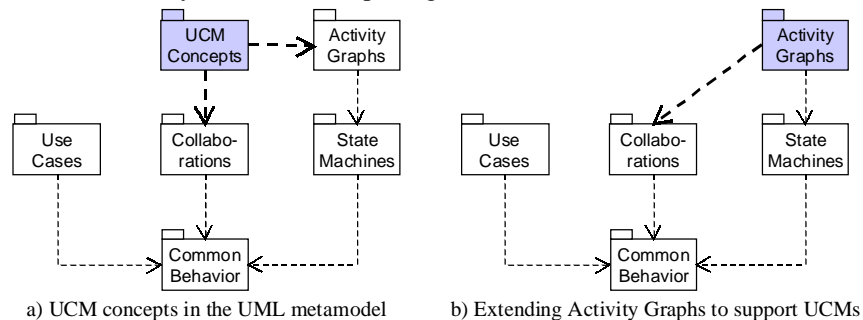 UCM
Concepts
Activity
Graphs
Use
Cases
Collabo-
rations
State
Machines
Common
Behavior
a) UCM concepts in the UML metamodel
Activity
Graphs
Use
Cases
Collabo-
rations
State
Machines
Common
Behavior
b) Extending Activity Graphs to support UCMs